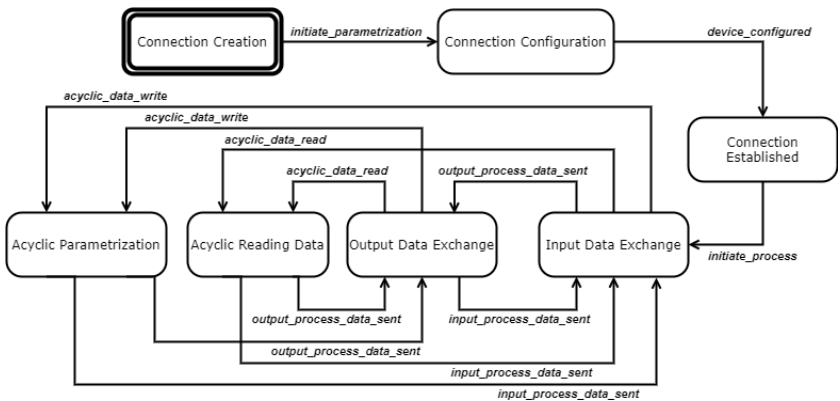 Connection Creation
initiate_parametrization
Connection Configuration
device_configured
acyclic_data_write
acyclic_data_write
acyclic_data_read
acyclic_data_read
output_process_data_sent
Connection
Established
Acyclic Parametrization
Acyclic Reading Data
Output Data Exchange
Input Data Exchange
initiate_process
output_process_data_sent
input_process_data_sent
output_process_data_sent
input_process_data_sent
input_process_data_sent